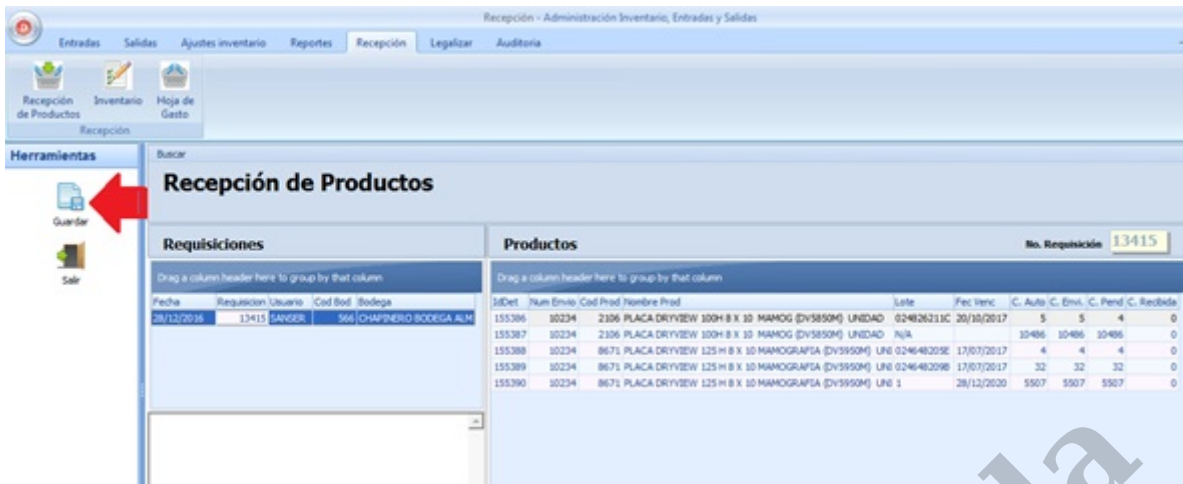 Recepción - Administración Inventario, Entradas y Salidas
Entradas Salidas Ajustes inventario Reportes Recepción Legalizar Auditoria
Recepción de Productos
Inventario
Hoja de Gasto
Recepción
Herramientas
Guardar
Salir
Buscar
Recepción de Productos
Requisiciones
Drag a column header here to group by that column
Fecha Requisicion Usuario Cod Bod Bodega
28/12/2016 13415 SANSER 566 CHAPINERO BODEGA ALM
Productos No. Requisición 13415
Drag a column header here to group by that column
IdDet Num Envio Cod Prod Nombre Prod Lote Fec Venc C. Auto C. Envi. C. Pend C. Recibida
155386 10234 2106 PLACA DRYVIEW 100H 8 X 10 MAMOG (DV5850M) UNIDAD 024826211C 20/10/2017 5 5 4 0
155387 10234 2106 PLACA DRYVIEW 100H 8 X 10 MAMOG (DV5850M) UNIDAD N/A 10486 10486 10486 0
155388 10234 8671 PLACA DRYVIEW 125 H 8 X 10 MAMOGRAFIA (DV5950M) UNI 024648205E 17/07/2017 4 4 4 0
155389 10234 8671 PLACA DRYVIEW 125 H 8 X 10 MAMOGRAFIA (DV5950M) UNI 024648209B 17/07/2017 32 32 32 0
155390 10234 8671 PLACA DRYVIEW 125 H 8 X 10 MAMOGRAFIA (DV5950M) UNI 1 28/12/2020 5507 5507 5507 0